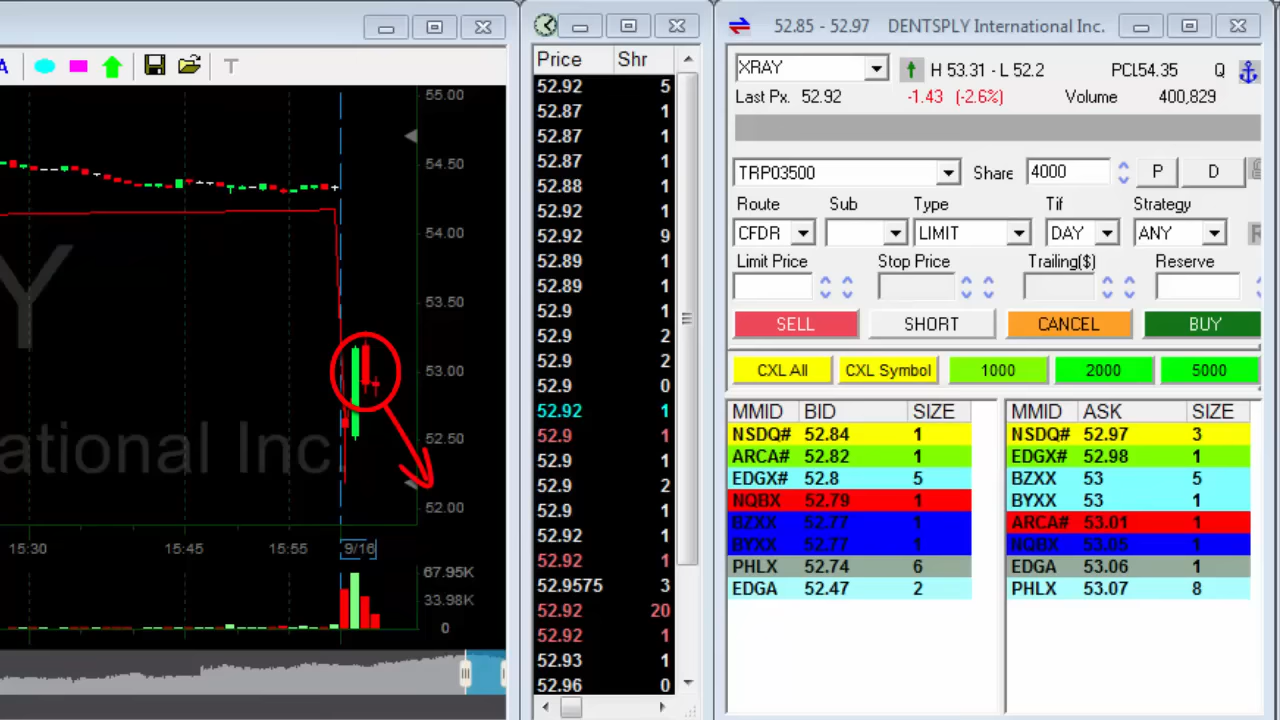 A
T
55.00
54.50
54.00
53.50
53.00
52.50
52.00
Y
ational Inc.
15:30 15:45 15:55 9/16
67.95K
33.98K
0
Price Shr
52.92 5
52.87 1
52.87 1
52.87 1
52.88 1
52.92 1
52.92 9
52.89 1
52.89 1
52.9 1
52.9 2
52.9 2
52.9 0
52.92 1
52.9 1
52.9 1
52.9 2
52.9 1
52.92 1
52.92 1
52.9575 3
52.92 20
52.92 1
52.93 1
52.96 0
52.85 - 52.97 DENTSPLY International Inc.
XRAY H 53.31 - L 52.2 PCL54.35 Q
Last Px. 52.92 -1.43 (-2.6%) Volume 400,829
TRP03500 Share 4000 P D
Route Sub Type Tif Strategy
CFDR LIMIT DAY ANY
Limit Price Stop Price Trailing($) Reserve
SELL SHORT CANCEL BUY
CXL All CXL Symbol 1000 2000 5000
MMID BID SIZE MMID ASK SIZE
NSDQ# 52.84 1 NSDQ# 52.97 3
ARCA# 52.82 1 EDGX# 52.98 1
EDGX# 52.8 5 BZXX 53 5
NQBX 52.79 1 BYXX 53 1
BZXX 52.77 1 ARCA# 53.01 1
BYXX 52.77 1 NQBX 53.05 1
PHLX 52.74 6 EDGA 53.06 1
EDGA 52.47 2 PHLX 53.07 8